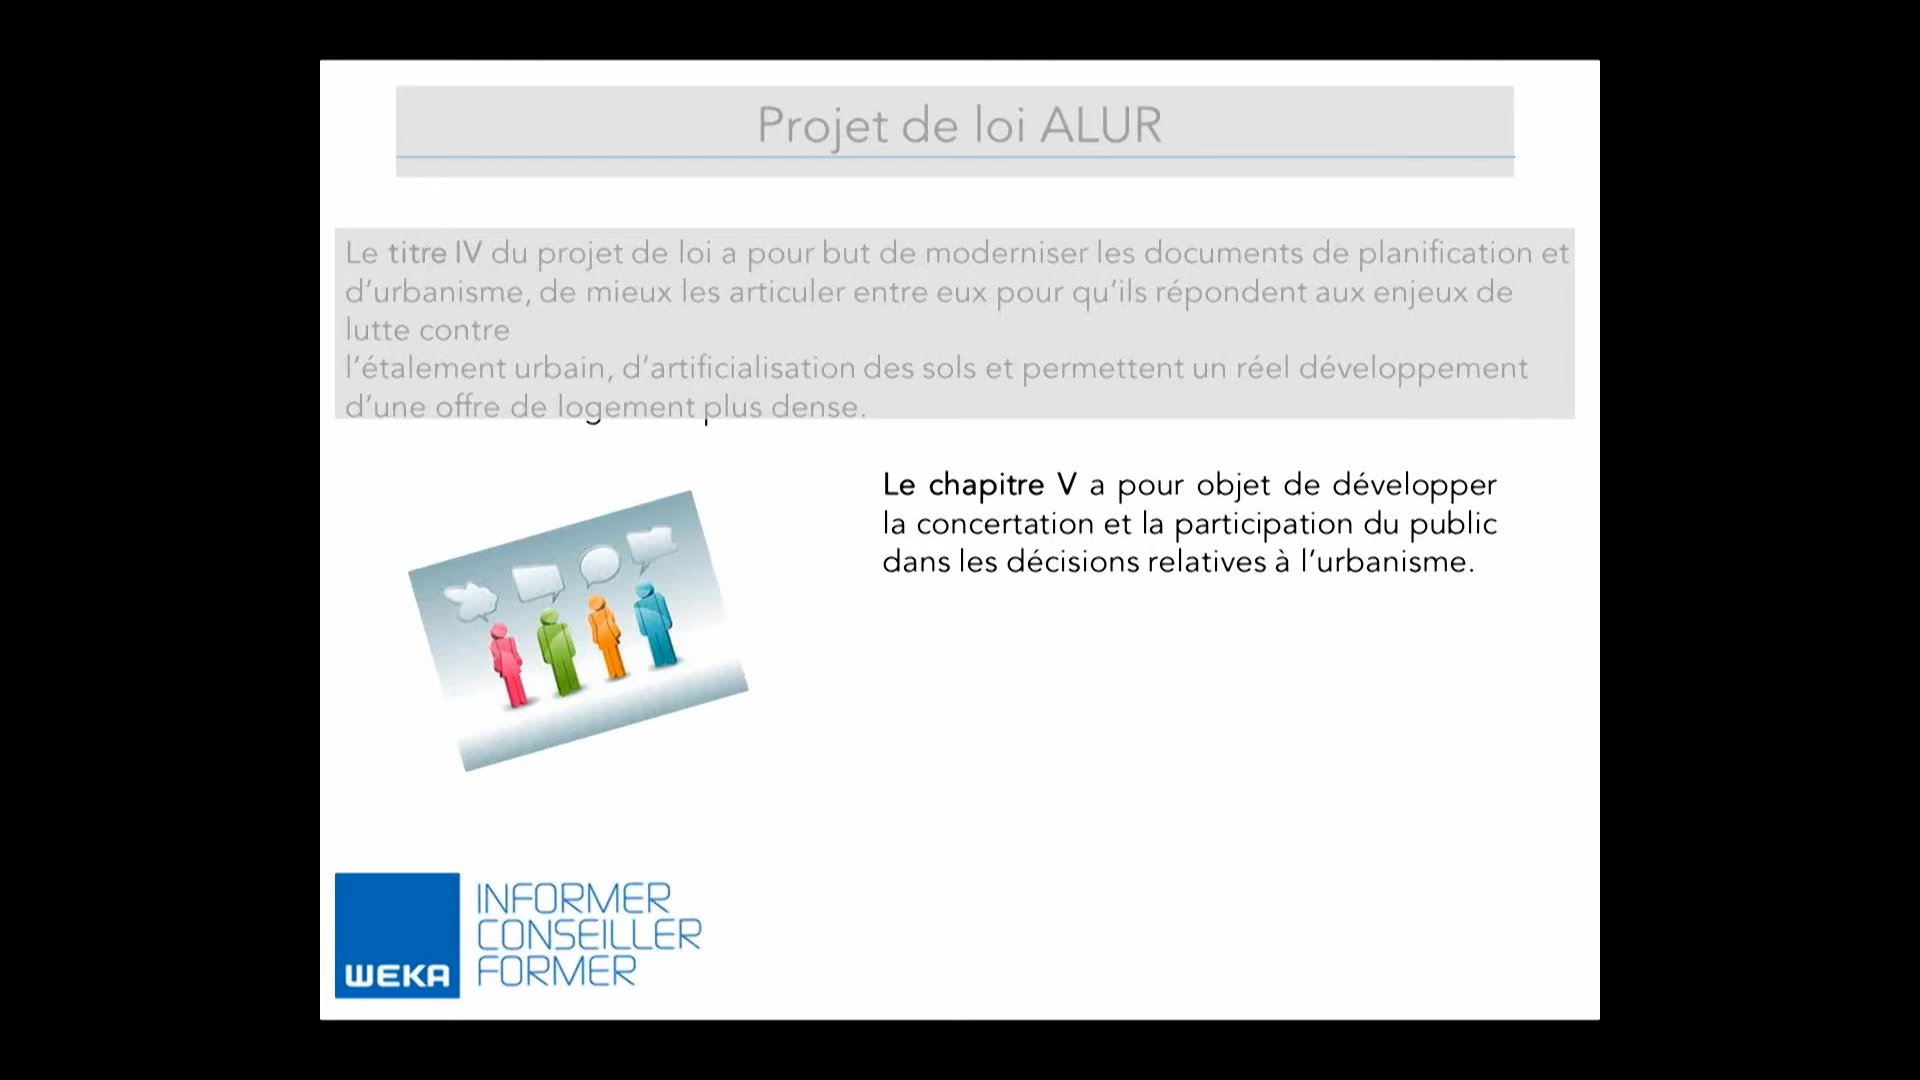 Projet de loi ALUR
Le titre IV du projet de loi a pour but de moderniser les documents de planification et
d’urbanisme, de mieux les articuler entre eux pour qu’ils répondent aux enjeux de
lutte contre
l’étalement urbain, d’artificialisation des sols et permettent un réel développement
d’une offre de logement plus dense.
Le chapitre V a pour objet de développer
la concertation et la participation du public
dans les décisions relatives à l’urbanisme.
INFORMER
CONSEILLER
FORMER
WEKA